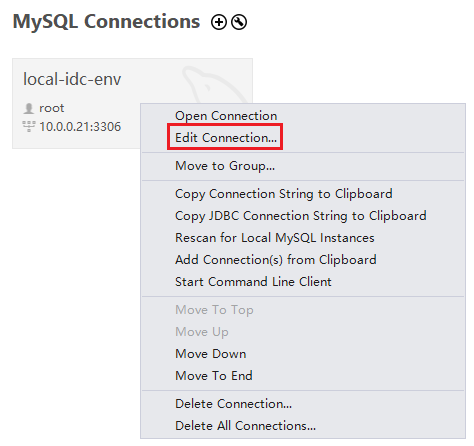 MySQL Connections
local-idc-env
root
10.0.0.21:3306
Open Connection
Edit Connection...
Move to Group...
Copy Connection String to Clipboard
Copy JDBC Connection String to Clipboard
Rescan for Local MySQL Instances
Add Connection(s) from Clipboard
Start Command Line Client
Move To Top
Move Up
Move Down
Move To End
Delete Connection...
Delete All Connections...